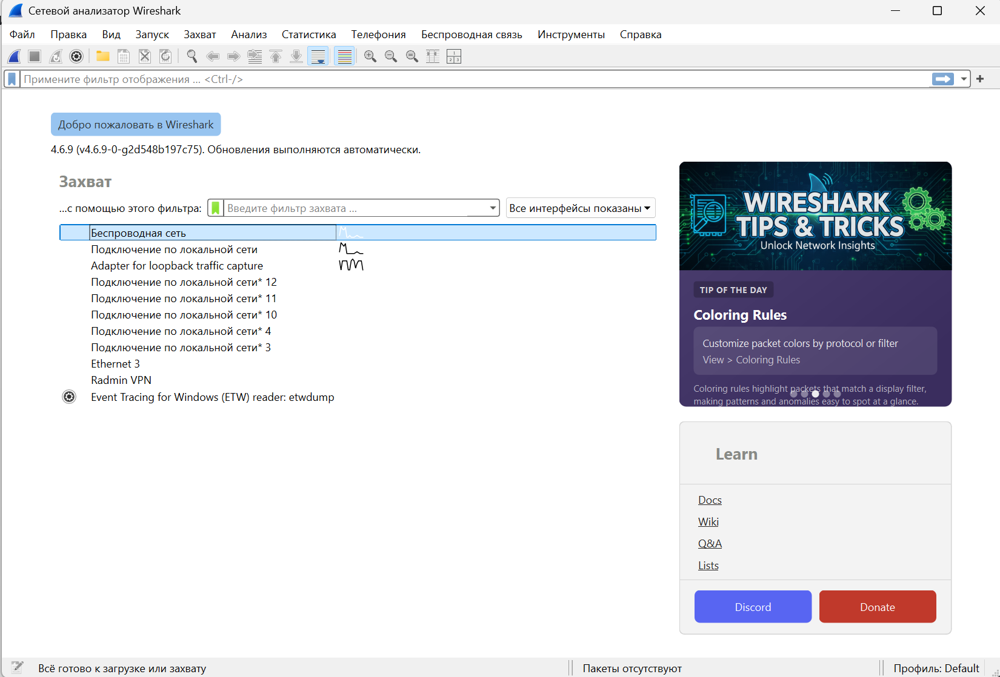 Сетевой анализатор Wireshark
Файл Правка Вид Запуск Захват Анализ Статистика Телефония Беспроводная связь Инструменты Справка
Примените фильтр отображения ... <Ctrl-/>
Добро пожаловать в Wireshark
4.6.9 (v4.6.9-0-g2d548b197c75). Обновления выполняются автоматически.
Захват
...с помощью этого фильтра: Введите фильтр захвата ... Все интерфейсы показаны
Беспроводная сеть
Подключение по локальной сети
Adapter for loopback traffic capture
Подключение по локальной сети* 12
Подключение по локальной сети* 11
Подключение по локальной сети* 10
Подключение по локальной сети* 4
Подключение по локальной сети* 3
Ethernet 3
Radmin VPN
Event Tracing for Windows (ETW) reader: etwdump
WIRESHARK
TIPS & TRICKS
Unlock Network Insights
TIP OF THE DAY
Coloring Rules
Customize packet colors by protocol or filter
View > Coloring Rules
Coloring rules highlight packets that match a display filter,
making patterns and anomalies easy to spot at a glance.
Learn
Docs
Wiki
Q&A
Lists
Discord Donate
Всё готово к загрузке или захвату Пакеты отсутствуют Профиль: Default